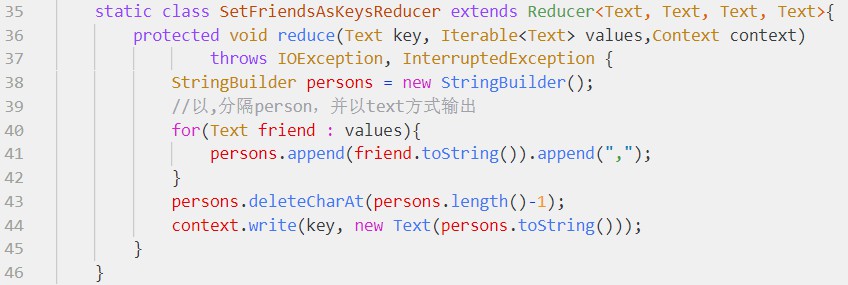 35 static class SetFriendsAsKeysReducer extends Reducer<Text, Text, Text, Text>{
36 protected void reduce(Text key, Iterable<Text> values,Context context)
37 throws IOException, InterruptedException {
38 StringBuilder persons = new StringBuilder();
39 //以,分隔person，并以text方式输出
40 for(Text friend : values){
41 persons.append(friend.toString()).append(",");
42 }
43 persons.deleteCharAt(persons.length()-1);
44 context.write(key, new Text(persons.toString()));
45 }
46 }